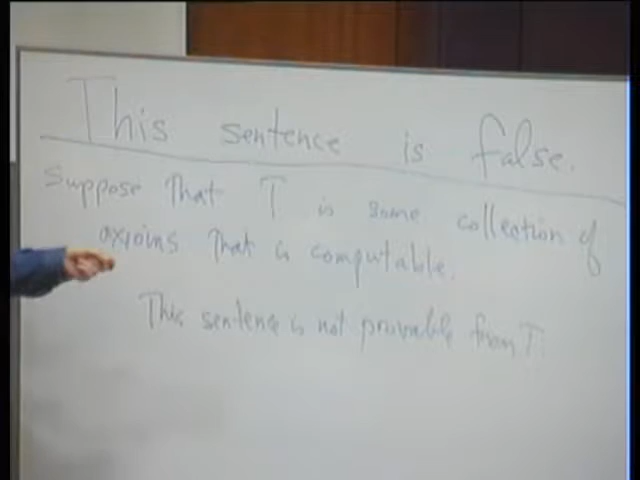 This sentence is false.
Suppose That T is some collection of
axioms That is computable.
This sentence is not provable from T.